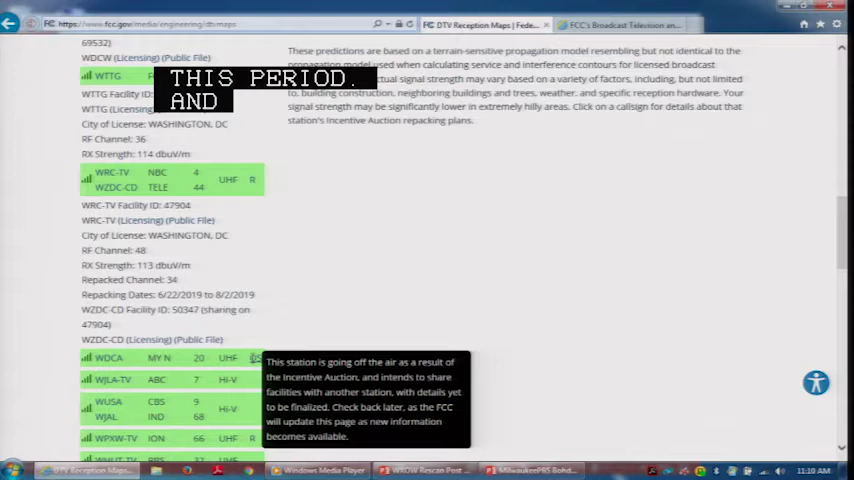 https://www.fcc.gov/media/engineering/dtvmaps
DTV Reception Maps | Fede...
FCC's Broadcast Television an...
69532)
WDCW (Licensing) (Public File)
WTTG
THIS PERIOD.
AND
WTTG Facility ID:
WTTG (Licensing)
City of License: WASHINGTON, DC
RF Channel: 36
RX Strength: 114 dbuV/m
WRC-TV NBC 4 UHF R
WZDC-CD TELE 44
WRC-TV Facility ID: 47904
WRC-TV (Licensing) (Public File)
City of License: WASHINGTON, DC
RF Channel: 48
RX Strength: 113 dbuV/m
Repacked Channel: 34
Repacking Dates: 6/22/2019 to 8/2/2019
WZDC-CD Facility ID: 50347 (sharing on
47904)
WZDC-CD (Licensing) (Public File)
WDCA MY N 20 UHF
WJLA-TV ABC 7 Hi-V
WUSA CBS 9 Hi-V
WJAL IND 68
WPXW-TV ION 66 UHF R
WHUT-TV PBS
These predictions are based on a terrain-sensitive propagation model resembling but not identical to the
propagation model used when calculating service and interference contours for licensed broadcast
actual signal strength may vary based on a variety of factors, including, but not limited
to, building construction, neighboring buildings and trees, weather, and specific reception hardware. Your
signal strength may be significantly lower in extremely hilly areas. Click on a callsign for details about that
station's Incentive Auction repacking plans.
This station is going off the air as a result of
the Incentive Auction, and intends to share
facilities with another station, with details yet
to be finalized. Check back later, as the FCC
will update this page as new information
becomes available.
DTV Reception Maps...
Windows Media Player
WXOW Rescan Post ...
MilwaukeePBS Bohd...
11:10 AM